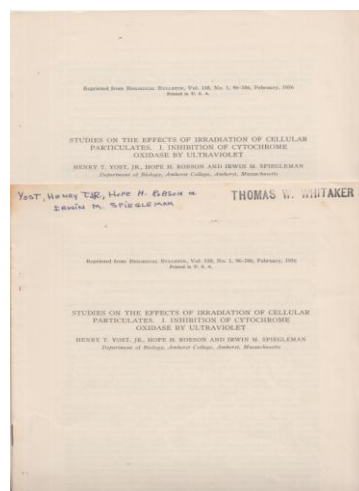 Reprinted from BIOLOGICAL BULLETIN, Vol. 110, No. 1, 96-106, February, 1956
Printed in U. S. A.
STUDIES ON THE EFFECTS OF IRRADIATION OF CELLULAR
PARTICULATES. I. INHIBITION OF CYTOCHROME
OXIDASE BY ULTRAVIOLET
HENRY T. YOST, JR., HOPE H. ROBSON AND IRWIN M. SPIEGLEMAN
Department of Biology, Amherst College, Amherst, Massachusetts
YOST, HENRY T JR, HOPE H. ROBSON
IRWIN M. SPIEGLEMAN
THOMAS W. WHITAKER
Reprinted from BIOLOGICAL BULLETIN, Vol. 110, No. 1, 96-106, February, 1956
Printed in U. S. A.
STUDIES ON THE EFFECTS OF IRRADIATION OF CELLULAR
PARTICULATES. I. INHIBITION OF CYTOCHROME
OXIDASE BY ULTRAVIOLET
HENRY T. YOST, JR., HOPE H. ROBSON AND IRWIN M. SPIEGLEMAN
Department of Biology, Amherst College, Amherst, Massachusetts